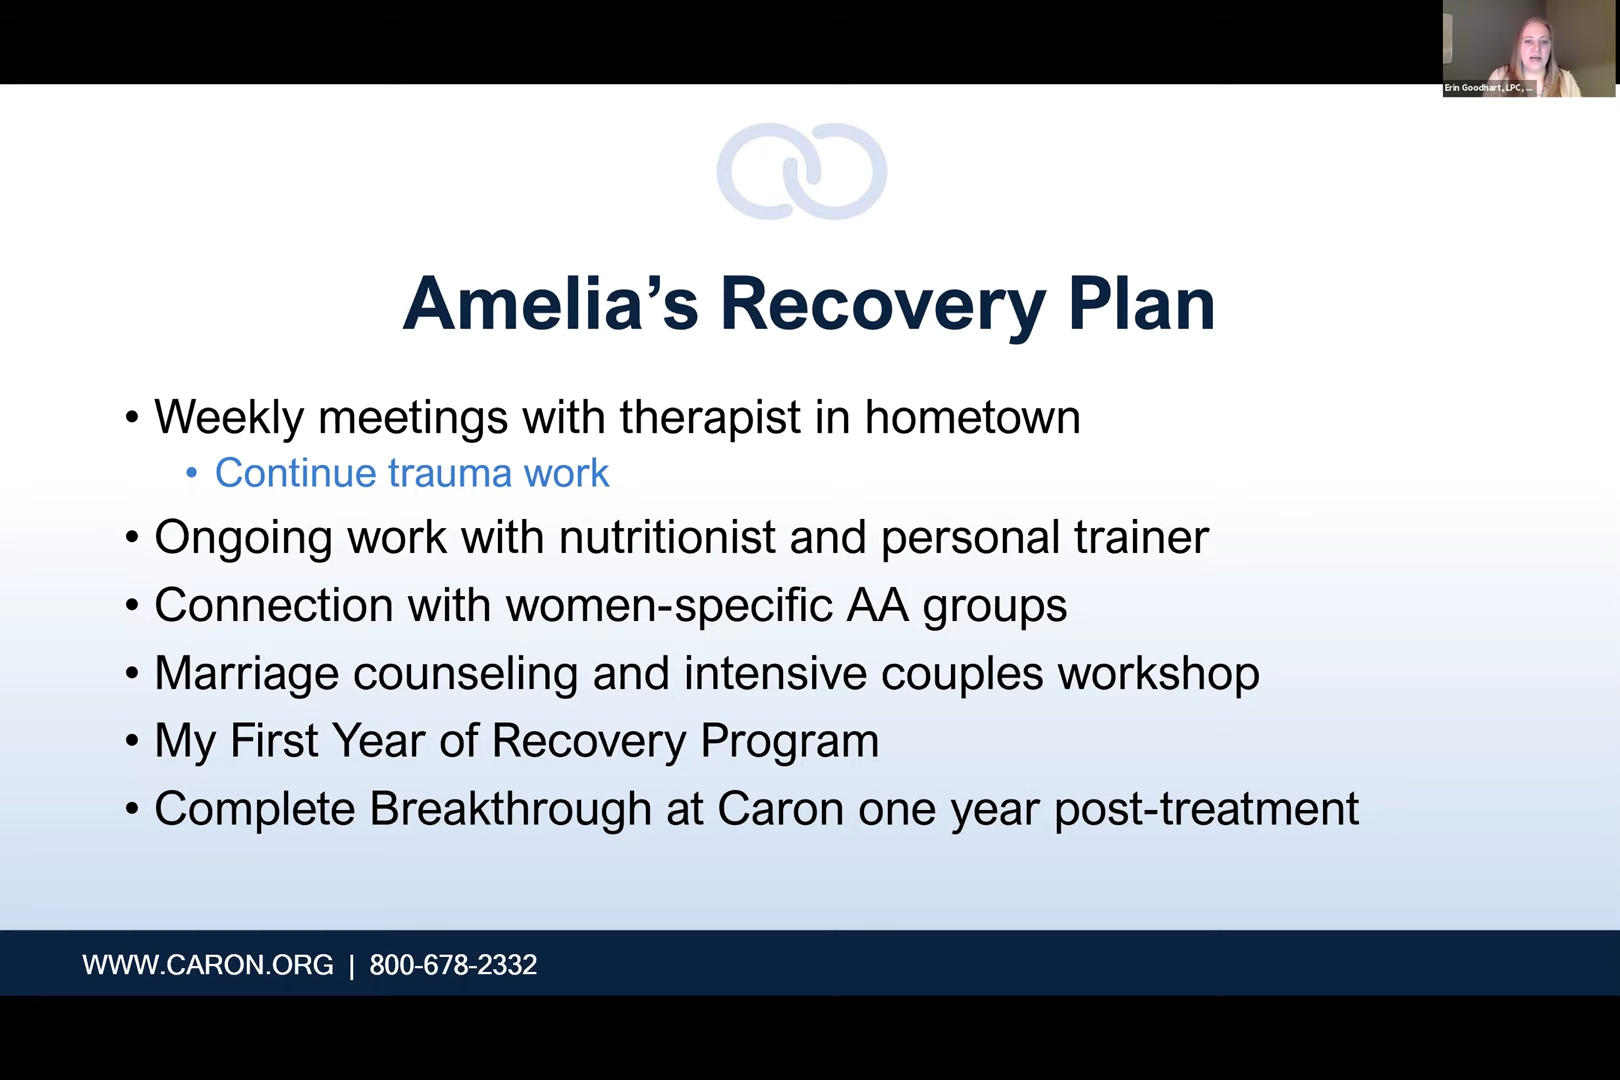 Erin Goodhart, LPC, ...
Amelia’s Recovery Plan
• Weekly meetings with therapist in hometown
• Continue trauma work
• Ongoing work with nutritionist and personal trainer
• Connection with women-specific AA groups
• Marriage counseling and intensive couples workshop
• My First Year of Recovery Program
• Complete Breakthrough at Caron one year post-treatment
WWW.CARON.ORG | 800-678-2332